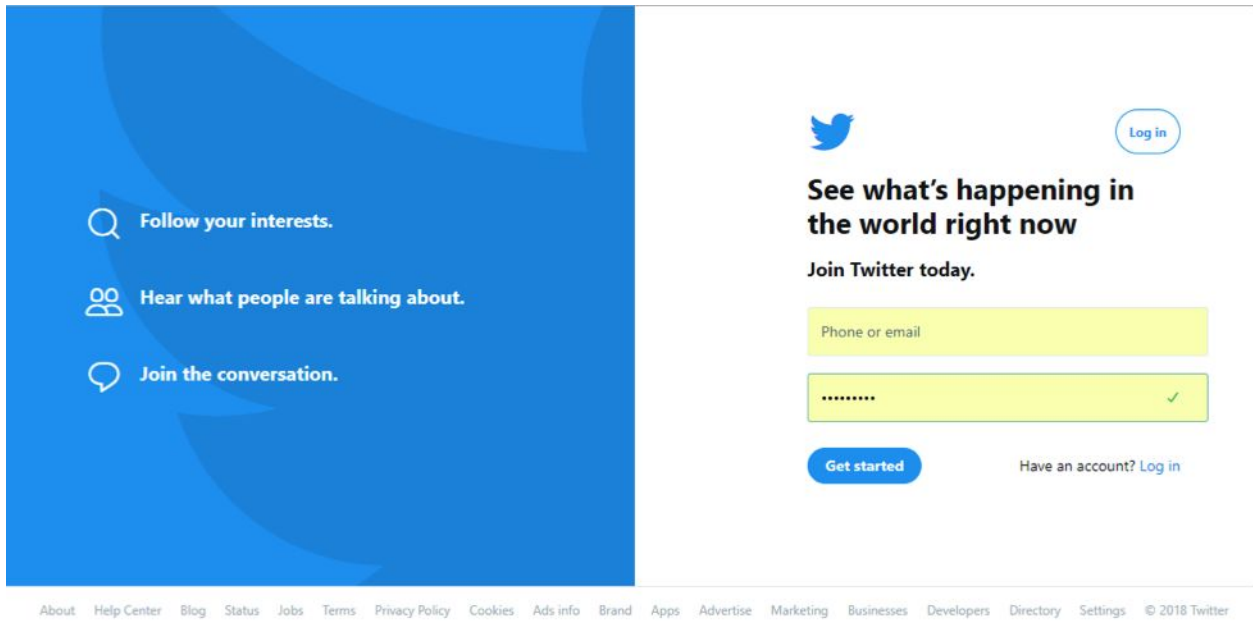 Follow your interests.
Hear what people are talking about.
Join the conversation.
Log in
See what’s happening in
the world right now
Join Twitter today.
Phone or email
•••••••••
Get started
Have an account? Log in
About Help Center Blog Status Jobs Terms Privacy Policy Cookies Ads info Brand Apps Advertise Marketing Businesses Developers Directory Settings © 2018 Twitter